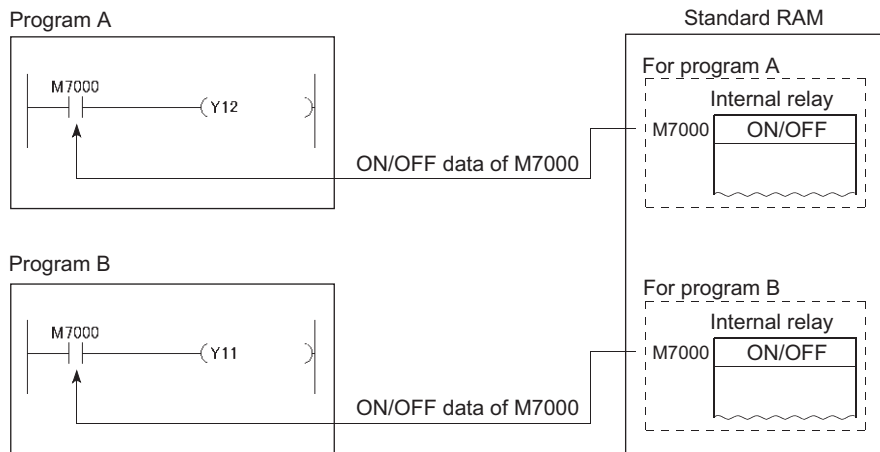 Program A
M7000
Y12
ON/OFF data of M7000
Standard RAM
For program A
Internal relay
M7000 ON/OFF
Program B
M7000
Y11
ON/OFF data of M7000
For program B
Internal relay
M7000 ON/OFF